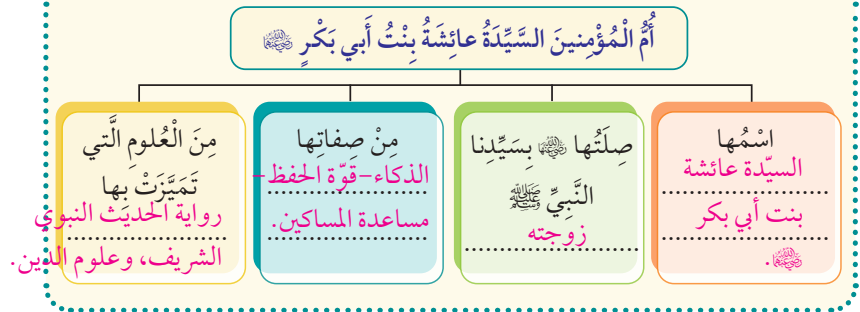 أُمُّ الْمُؤْمِنينَ السَّيِّدَةُ عائِشَةُ بِنْتُ أَبي بَكْرٍ رضي الله عنهما
اسْمُها
السيّدة عائشة
بنت أبي بكر
رضي الله عنهما.
صِلَتُها رضي الله عنها بِسَيِّدِنا
النَّبِيِّ ﷺ
زوجته
مِنْ صِفاتِها
الذكاء-قوّة الحفظ-
مساعدة المساكين.
مِنَ الْعُلومِ الَّتي
تَمَيَّزَتْ بِها
رواية الحديث النبوي
الشريف، وعلوم الدين.